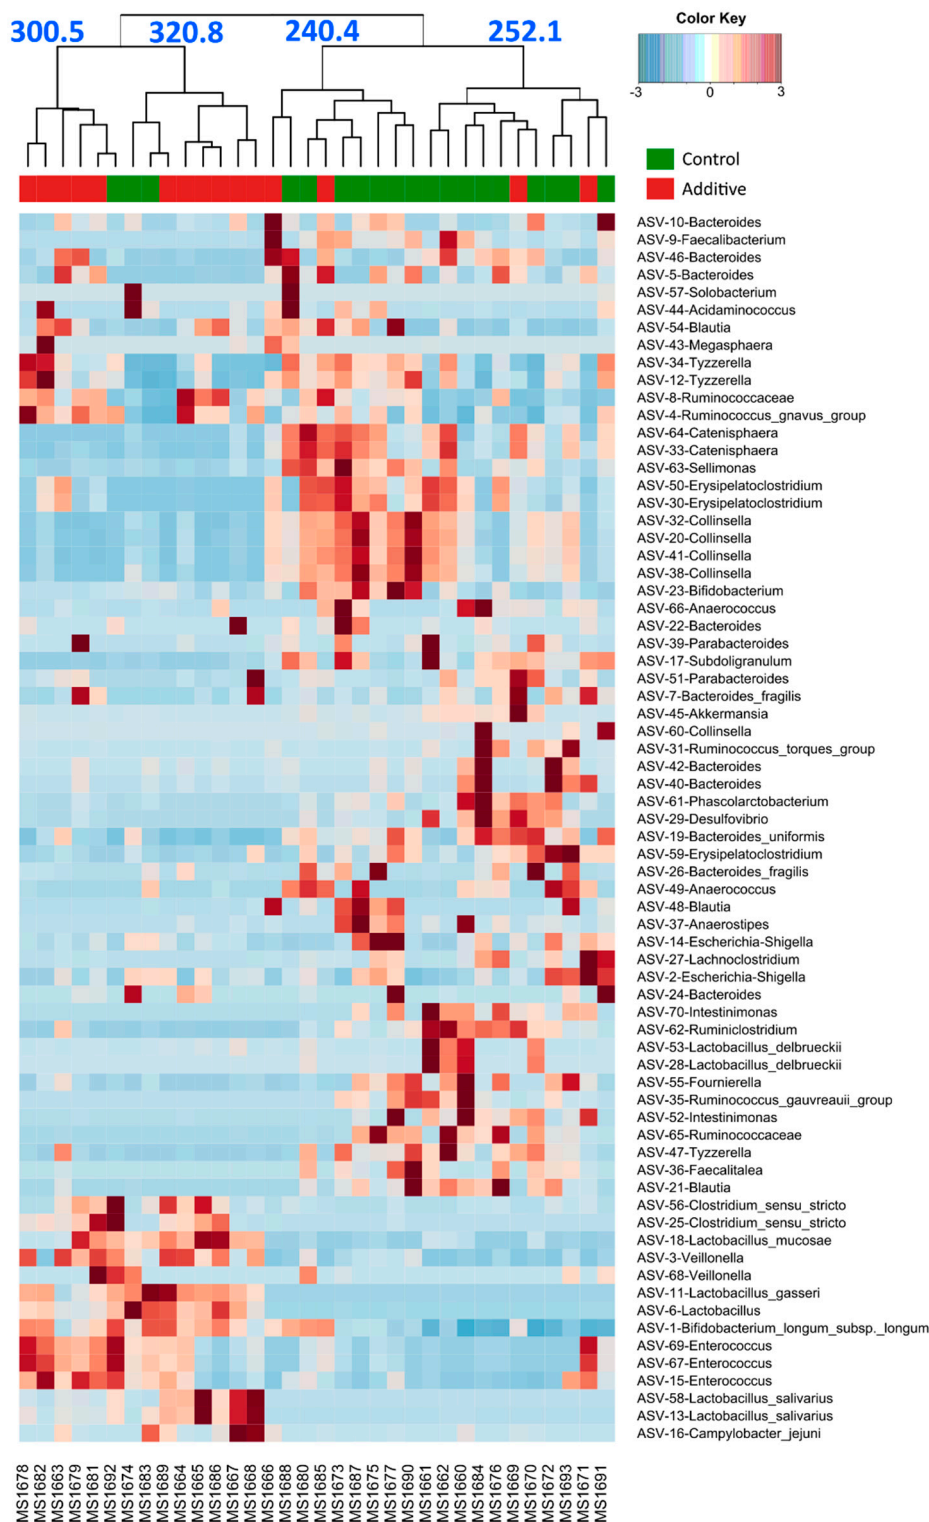 300.5 320.8 240.4 252.1
Color Key
-3 0 3
Control
Additive
ASV-10-Bacteroides
ASV-9-Faecalibacterium
ASV-46-Bacteroides
ASV-5-Bacteroides
ASV-57-Solobacterium
ASV-44-Acidaminococcus
ASV-54-Blautia
ASV-43-Megasphaera
ASV-34-Tyzzerella
ASV-12-Tyzzerella
ASV-8-Ruminococcaceae
ASV-4-Ruminococcus_gnavus_group
ASV-64-Catenisphaera
ASV-33-Catenisphaera
ASV-63-Sellimonas
ASV-50-Erysipelatoclostridium
ASV-30-Erysipelatoclostridium
ASV-32-Collinsella
ASV-20-Collinsella
ASV-41-Collinsella
ASV-38-Collinsella
ASV-23-Bifidobacterium
ASV-66-Anaerococcus
ASV-22-Bacteroides
ASV-39-Parabacteroides
ASV-17-Subdoligranulum
ASV-51-Parabacteroides
ASV-7-Bacteroides_fragilis
ASV-45-Akkermansia
ASV-60-Collinsella
ASV-31-Ruminococcus_torques_group
ASV-42-Bacteroides
ASV-40-Bacteroides
ASV-61-Phascolarctobacterium
ASV-29-Desulfovibrio
ASV-19-Bacteroides_uniformis
ASV-59-Erysipelatoclostridium
ASV-26-Bacteroides_fragilis
ASV-49-Anaerococcus
ASV-48-Blautia
ASV-37-Anaerostipes
ASV-14-Escherichia-Shigella
ASV-27-Lachnoclostridium
ASV-2-Escherichia-Shigella
ASV-24-Bacteroides
ASV-70-Intestinimonas
ASV-62-Ruminiclostridium
ASV-53-Lactobacillus_delbrueckii
ASV-28-Lactobacillus_delbrueckii
ASV-55-Fournierella
ASV-35-Ruminococcus_gauvreauii_group
ASV-52-Intestinimonas
ASV-65-Ruminococcaceae
ASV-47-Tyzzerella
ASV-36-Faecalitalea
ASV-21-Blautia
ASV-56-Clostridium_sensu_stricto
ASV-25-Clostridium_sensu_stricto
ASV-18-Lactobacillus_mucosae
ASV-3-Veillonella
ASV-68-Veillonella
ASV-11-Lactobacillus_gasseri
ASV-6-Lactobacillus
ASV-1-Bifidobacterium_longum_subsp._longum
ASV-69-Enterococcus
ASV-67-Enterococcus
ASV-15-Enterococcus
ASV-58-Lactobacillus_salivarius
ASV-13-Lactobacillus_salivarius
ASV-16-Campylobacter_jejuni
MS1678
MS1682
MS1663
MS1679
MS1681
MS1692
MS1674
MS1683
MS1689
MS1664
MS1665
MS1686
MS1667
MS1668
MS1666
MS1688
MS1680
MS1685
MS1673
MS1687
MS1675
MS1677
MS1690
MS1661
MS1662
MS1660
MS1684
MS1676
MS1669
MS1670
MS1672
MS1693
MS1671
MS1691